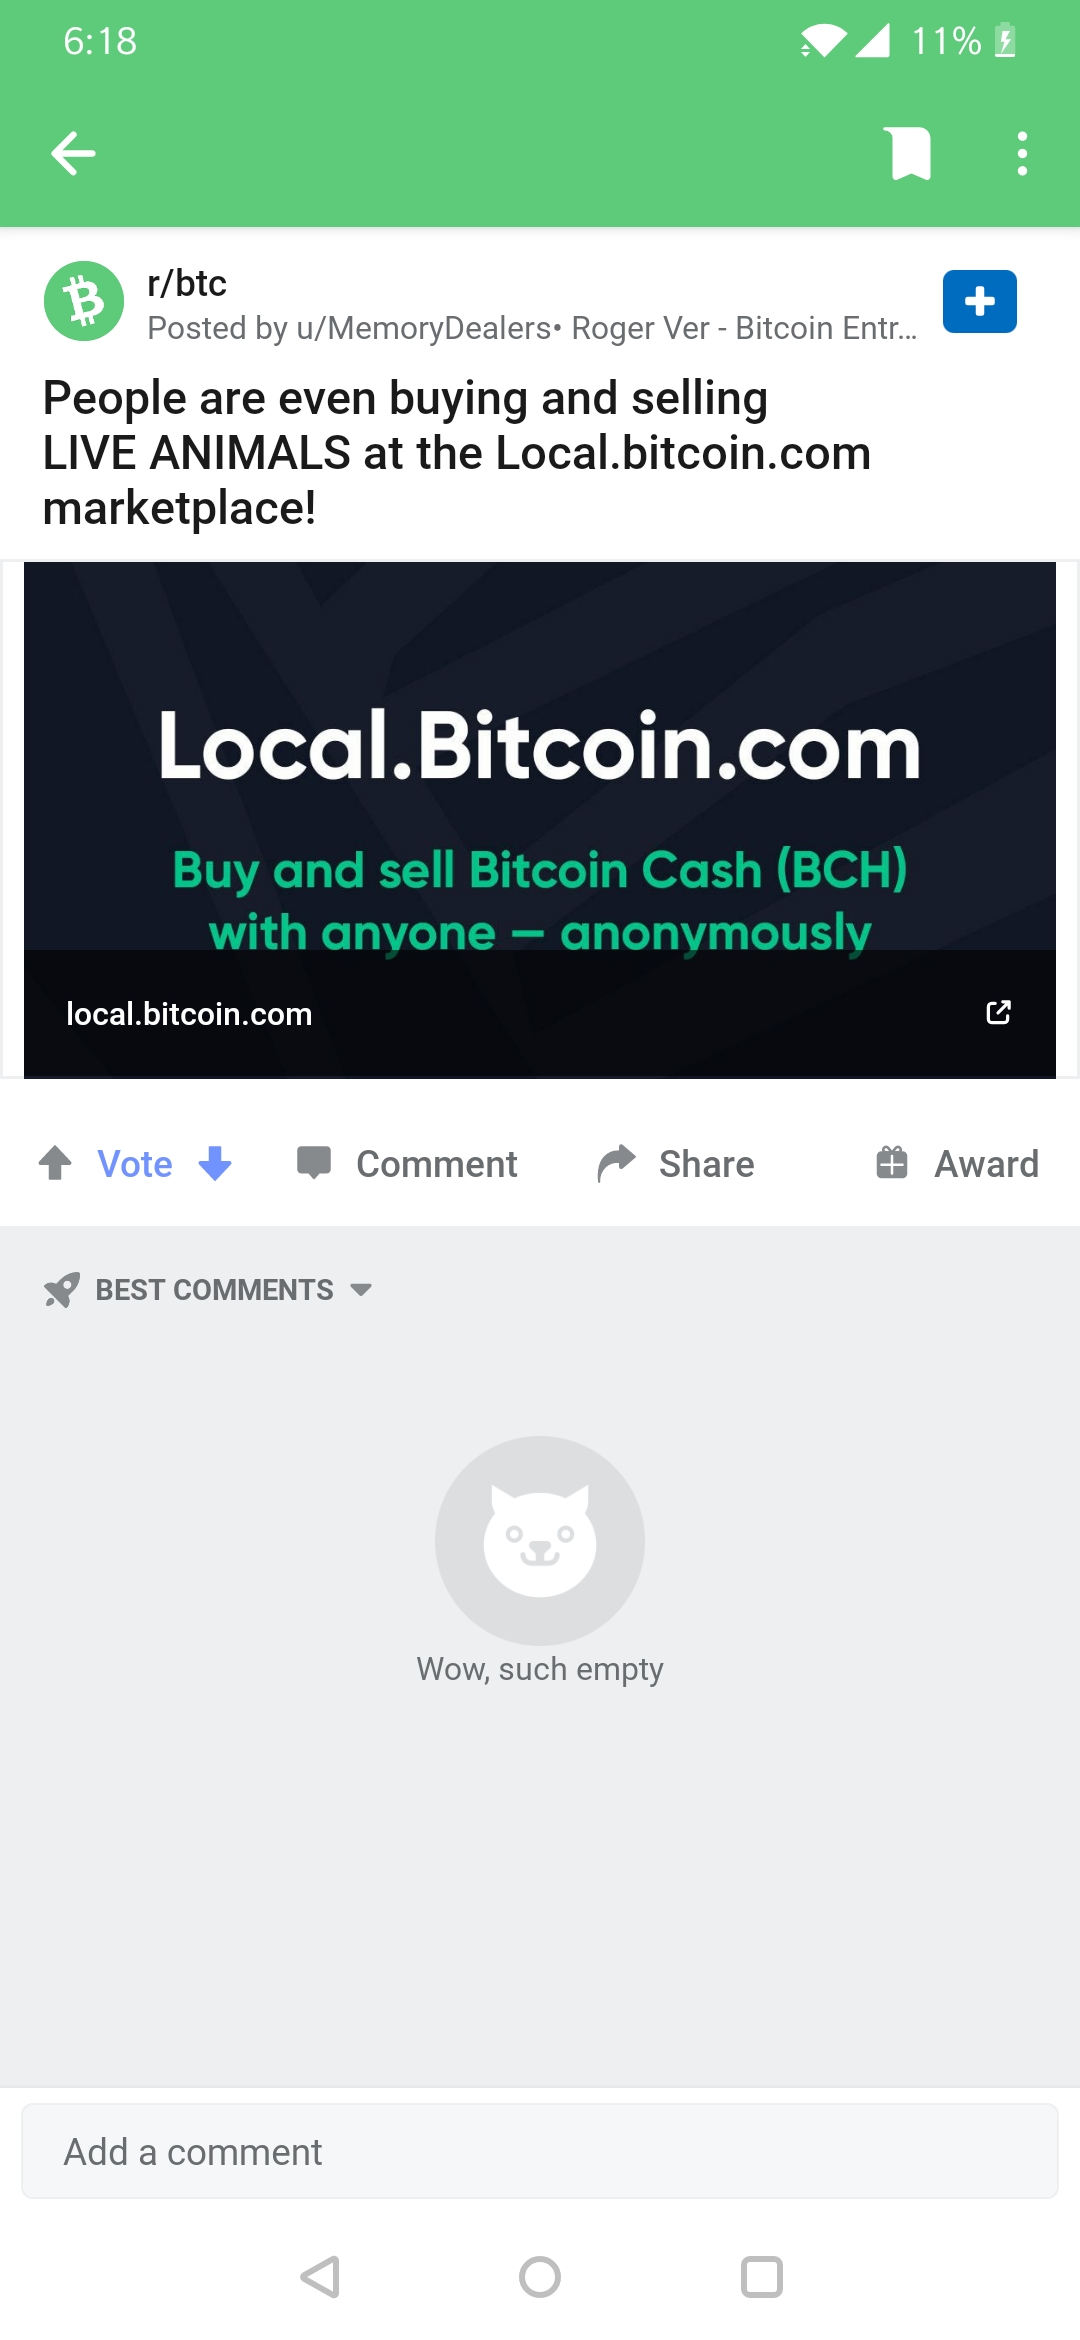 6:18
11%
r/btc
Posted by u/MemoryDealers• Roger Ver - Bitcoin Entr...
People are even buying and selling
LIVE ANIMALS at the Local.bitcoin.com
marketplace!
Local.Bitcoin.com
Buy and sell Bitcoin Cash (BCH)
with anyone – anonymously
local.bitcoin.com
Vote Comment Share Award
BEST COMMENTS
Wow, such empty
Add a comment